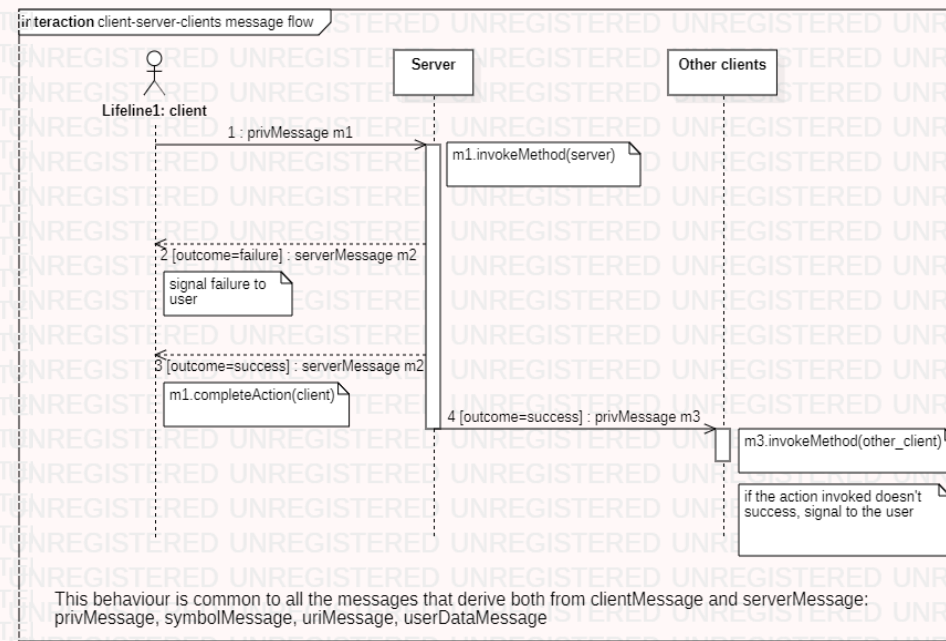 interaction client-server-clients message flow
Server
Other clients
Lifeline1: client
1 : privMessage m1
m1.invokeMethod(server)
2 [outcome=failure] : serverMessage m2
signal failure to
user
3 [outcome=success] : serverMessage m2
m1.completeAction(client)
4 [outcome=success] : privMessage m3
m3.invokeMethod(other_client)
if the action invoked doesn't
success, signal to the user
This behaviour is common to all the messages that derive both from clientMessage and serverMessage:
privMessage, symbolMessage, uriMessage, userDataMessage
UNREGISTERED